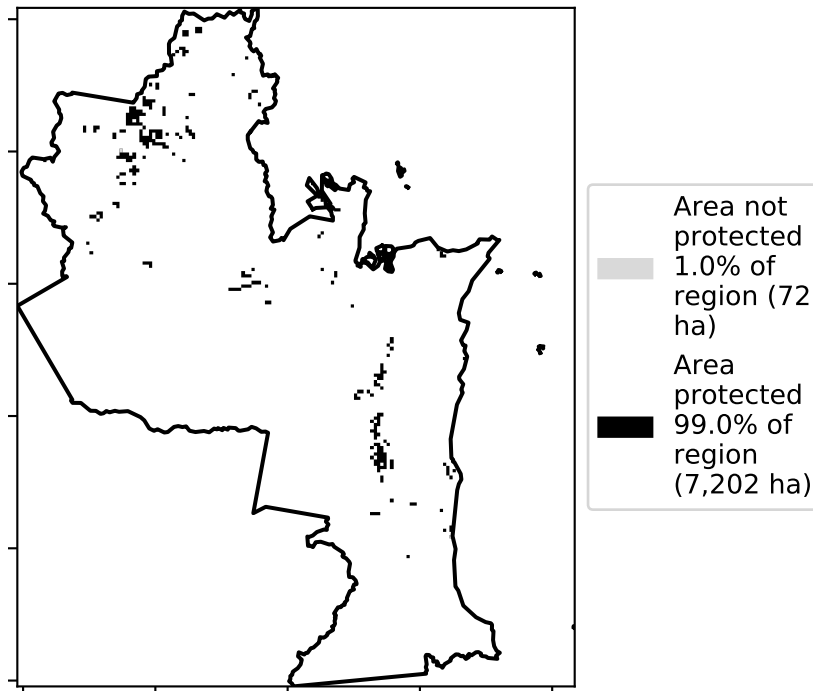 Area not
protected
1.0% of
region (72
ha)
Area
protected
99.0% of
region
(7,202 ha)